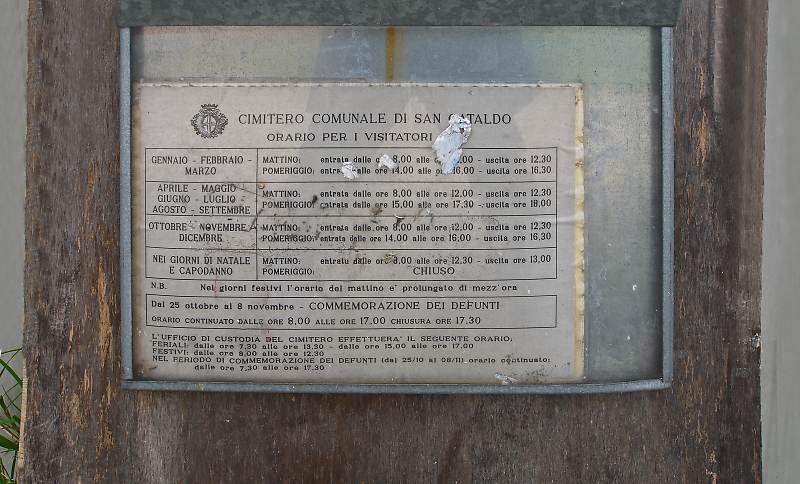 CIMITERO COMUNALE DI SAN CATALDO
ORARIO PER I VISITATORI
GENNAIO - FEBBRAIO - MARZO
MATTINO: entrata dalle ore 8,00 alle - uscita ore 12,30
POMERIGGIO: entrata dalle ore 14,00 alle ore 16,00 - uscita ore 16,30
APRILE - MAGGIO
GIUGNO - LUGLIO
AGOSTO - SETTEMBRE
MATTINO: entrata dalle ore 8,00 alle ore 12,00 - uscita ore 12,30
POMERIGGIO: entrata dalle ore 15,00 alle ore 17,30 - uscita ore 18,00
OTTOBRE - NOVEMBRE
DICEMBRE
MATTINO: entrata dalle ore 8,00 alle ore 12,00 - uscita ore 12,30
POMERIGGIO: entrata dalle ore 14,00 alle ore 16,00 - uscita ore 16,30
NEI GIORNI DI NATALE
E CAPODANNO
MATTINO: entrata dalle ore 8,00 alle ore 12,30 - uscita ore 13,00
POMERIGGIO: CHIUSO
N.B. Nei giorni festivi l'orario del mattino e' prolungato di mezz'ora
Dal 25 ottobre al 8 novembre - COMMEMORAZIONE DEI DEFUNTI
ORARIO CONTINUATO DALLE ORE 8,00 ALLE ORE 17,00 CHIUSURA ORE 17,30
L'UFFICIO DI CUSTODIA DEL CIMITERO EFFETTUERA' IL SEGUENTE ORARIO:
FERIALI: dalle ore 7,30 alle ore 13,30 - dalle ore 15,00 alle ore 17,00
FESTIVI: dalle ore 8,00 alle ore 12,30
NEL PERIODO DI COMMEMORAZIONE DEI DEFUNTI (dal 25/10 al 08/11) orario continuato:
dalle ore 7,30 alle ore 17,30